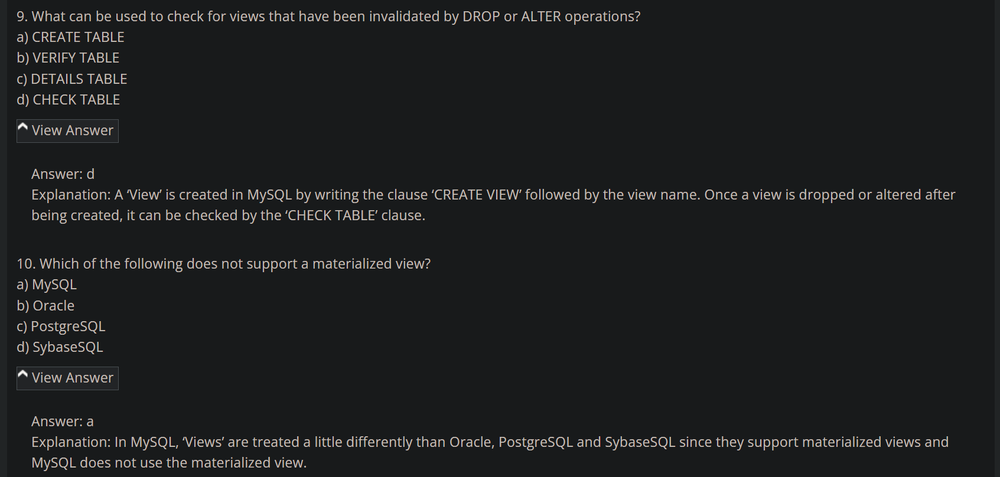 9. What can be used to check for views that have been invalidated by DROP or ALTER operations?
a) CREATE TABLE
b) VERIFY TABLE
c) DETAILS TABLE
d) CHECK TABLE
View Answer
Answer: d
Explanation: A ‘View’ is created in MySQL by writing the clause ‘CREATE VIEW’ followed by the view name. Once a view is dropped or altered after
being created, it can be checked by the ‘CHECK TABLE’ clause.
10. Which of the following does not support a materialized view?
a) MySQL
b) Oracle
c) PostgreSQL
d) SybaseSQL
View Answer
Answer: a
Explanation: In MySQL, ‘Views’ are treated a little differently than Oracle, PostgreSQL and SybaseSQL since they support materialized views and
MySQL does not use the materialized view.